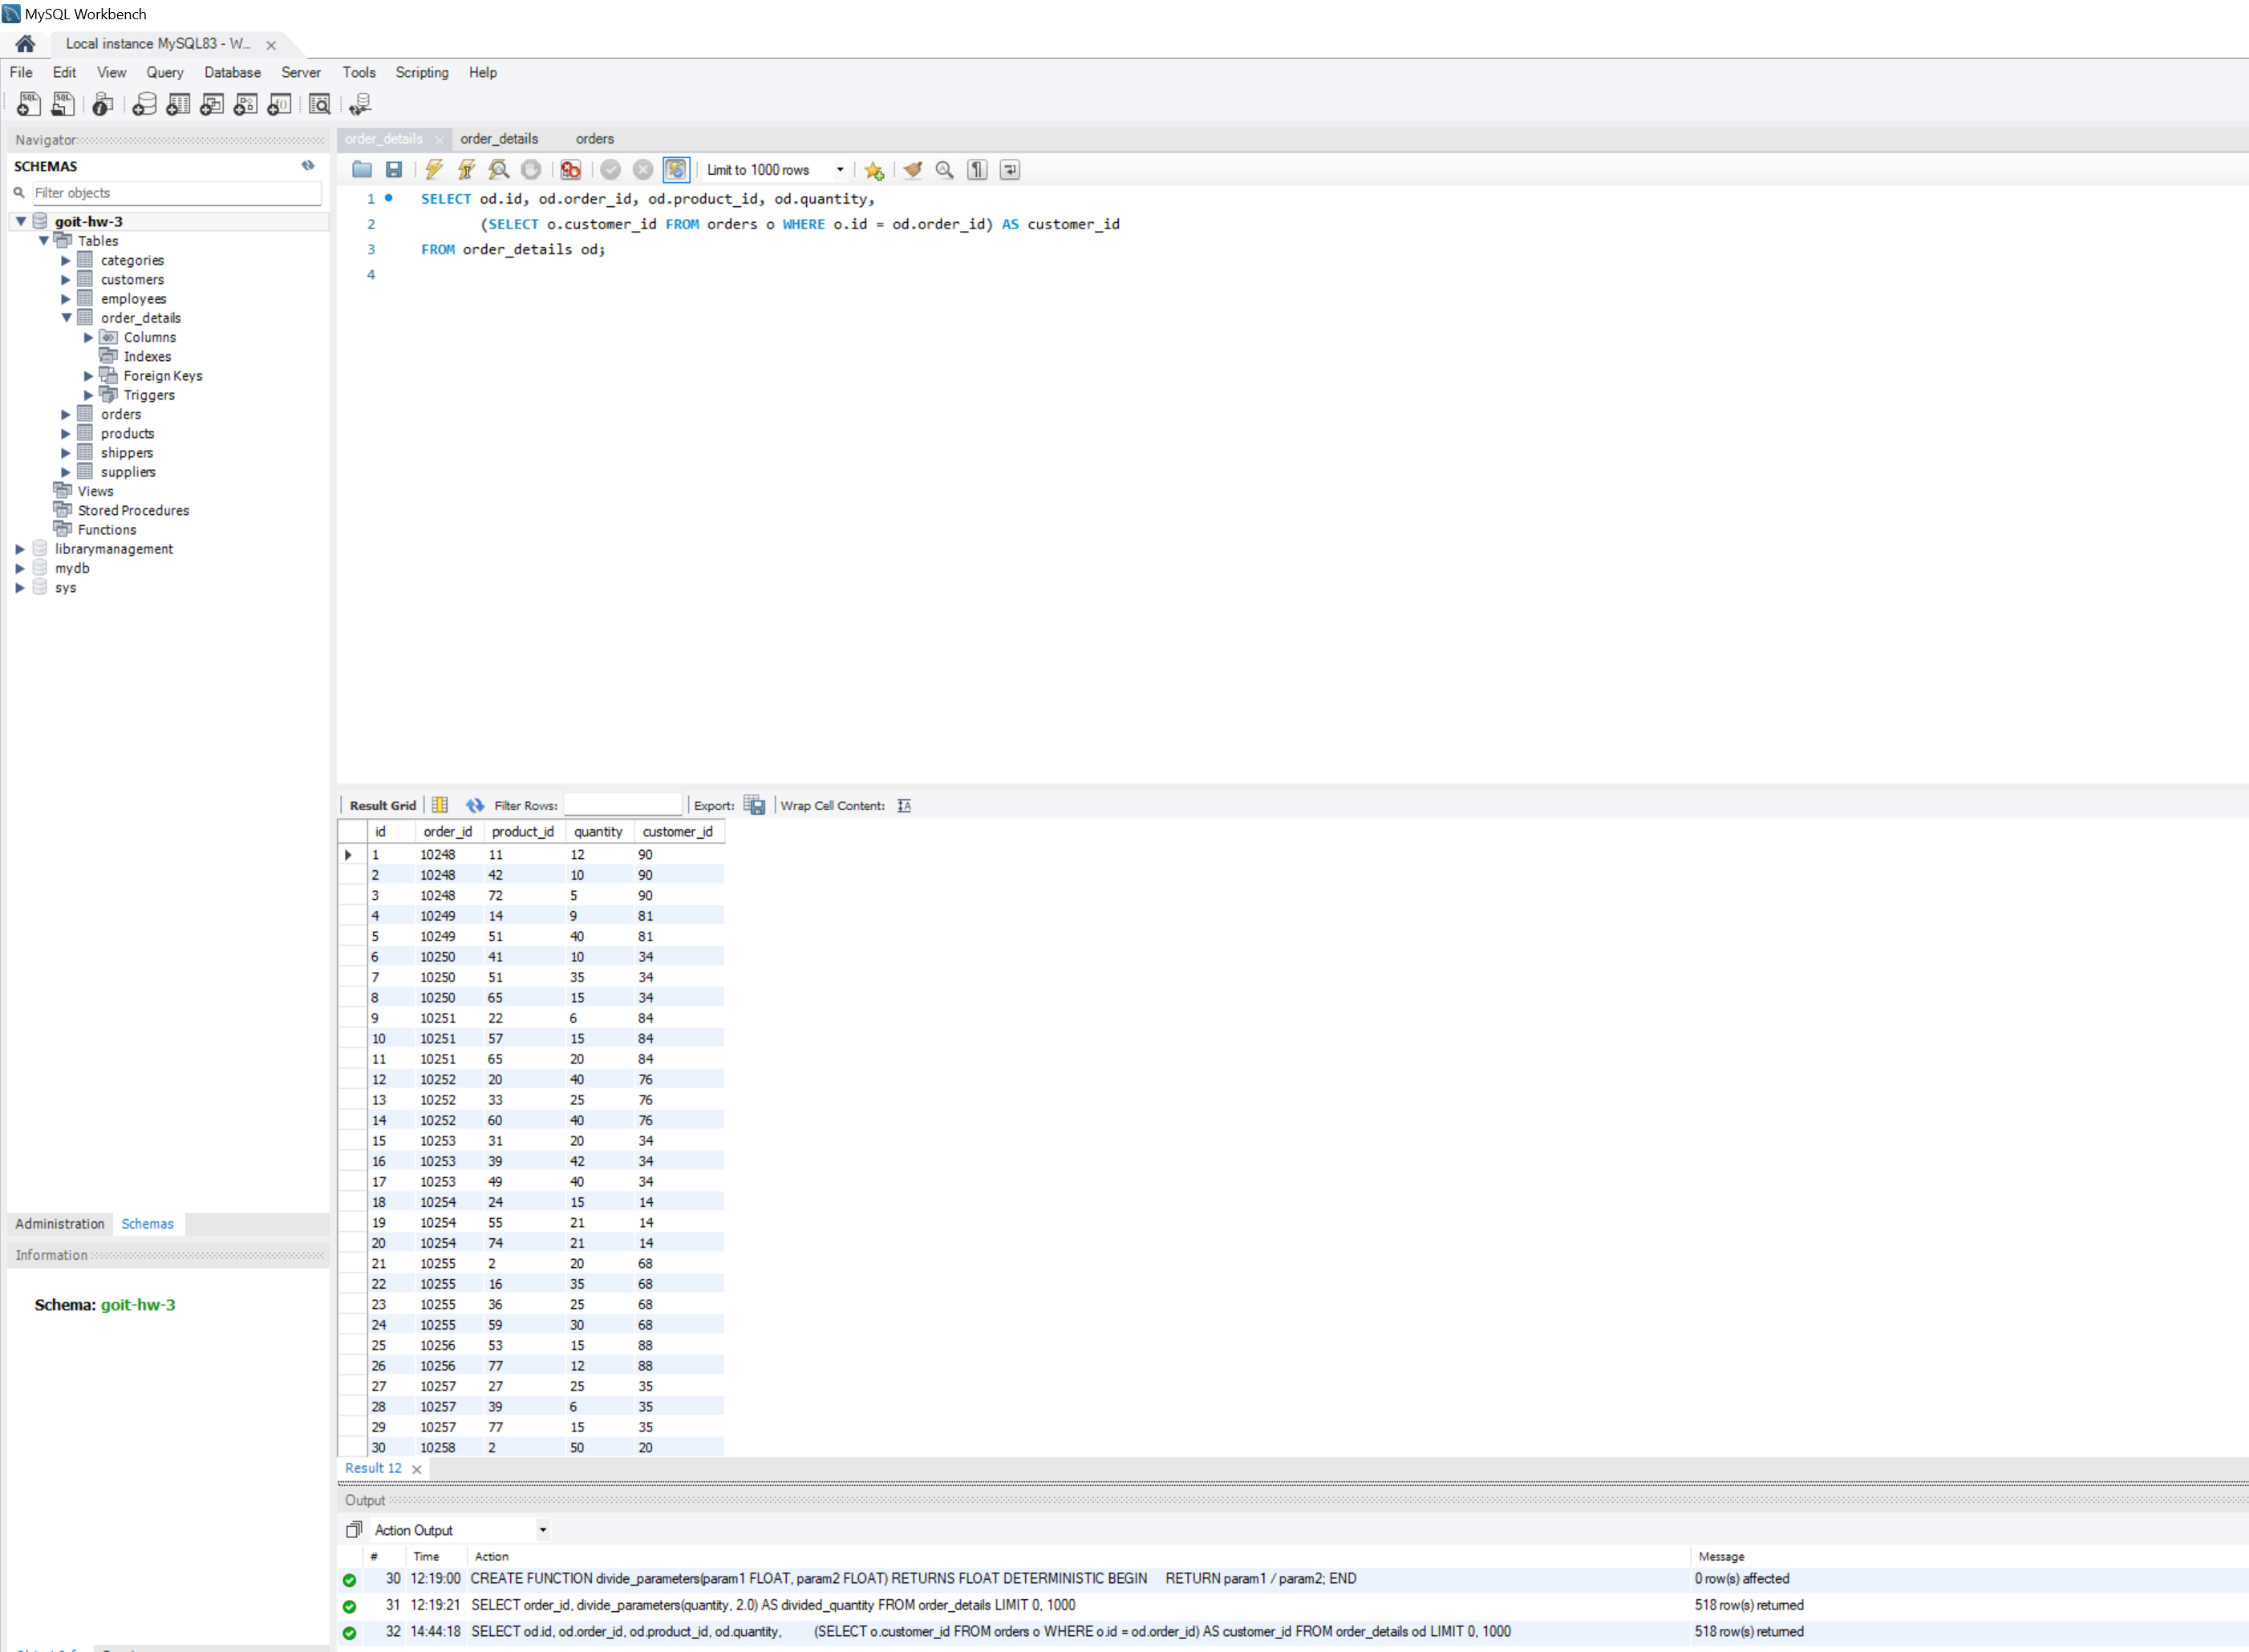 MySQL Workbench
Local instance MySQL83 - W...
File Edit View Query Database Server Tools Scripting Help
Navigator
SCHEMAS
Filter objects
goit-hw-3
Tables
categories
customers
employees
order_details
Columns
Indexes
Foreign Keys
Triggers
orders
products
shippers
suppliers
Views
Stored Procedures
Functions
librarymanagement
mydb
sys
Administration Schemas
Information
Schema: goit-hw-3
order_details order_details orders
Limit to 1000 rows
1 SELECT od.id, od.order_id, od.product_id, od.quantity,
2 (SELECT o.customer_id FROM orders o WHERE o.id = od.order_id) AS customer_id
3 FROM order_details od;
4
Result Grid Filter Rows: Export: Wrap Cell Content:
id order_id product_id quantity customer_id
1 10248 11 12 90
2 10248 42 10 90
3 10248 72 5 90
4 10249 14 9 81
5 10249 51 40 81
6 10250 41 10 34
7 10250 51 35 34
8 10250 65 15 34
9 10251 22 6 84
10 10251 57 15 84
11 10251 65 20 84
12 10252 20 40 76
13 10252 33 25 76
14 10252 60 40 76
15 10253 31 20 34
16 10253 39 42 34
17 10253 49 40 34
18 10254 24 15 14
19 10254 55 21 14
20 10254 74 21 14
21 10255 2 20 68
22 10255 16 35 68
23 10255 36 25 68
24 10255 59 30 68
25 10256 53 15 88
26 10256 77 12 88
27 10257 27 25 35
28 10257 39 6 35
29 10257 77 15 35
30 10258 2 50 20
Result 12
Output
Action Output
# Time Action Message
30 12:19:00 CREATE FUNCTION divide_parameters(param1 FLOAT, param2 FLOAT) RETURNS FLOAT DETERMINISTIC BEGIN RETURN param1 / param2; END 0 row(s) affected
31 12:19:21 SELECT order_id, divide_parameters(quantity, 2.0) AS divided_quantity FROM order_details LIMIT 0, 1000 518 row(s) returned
32 14:44:18 SELECT od.id, od.order_id, od.product_id, od.quantity, (SELECT o.customer_id FROM orders o WHERE o.id = od.order_id) AS customer_id FROM order_details od LIMIT 0, 1000 518 row(s) returned